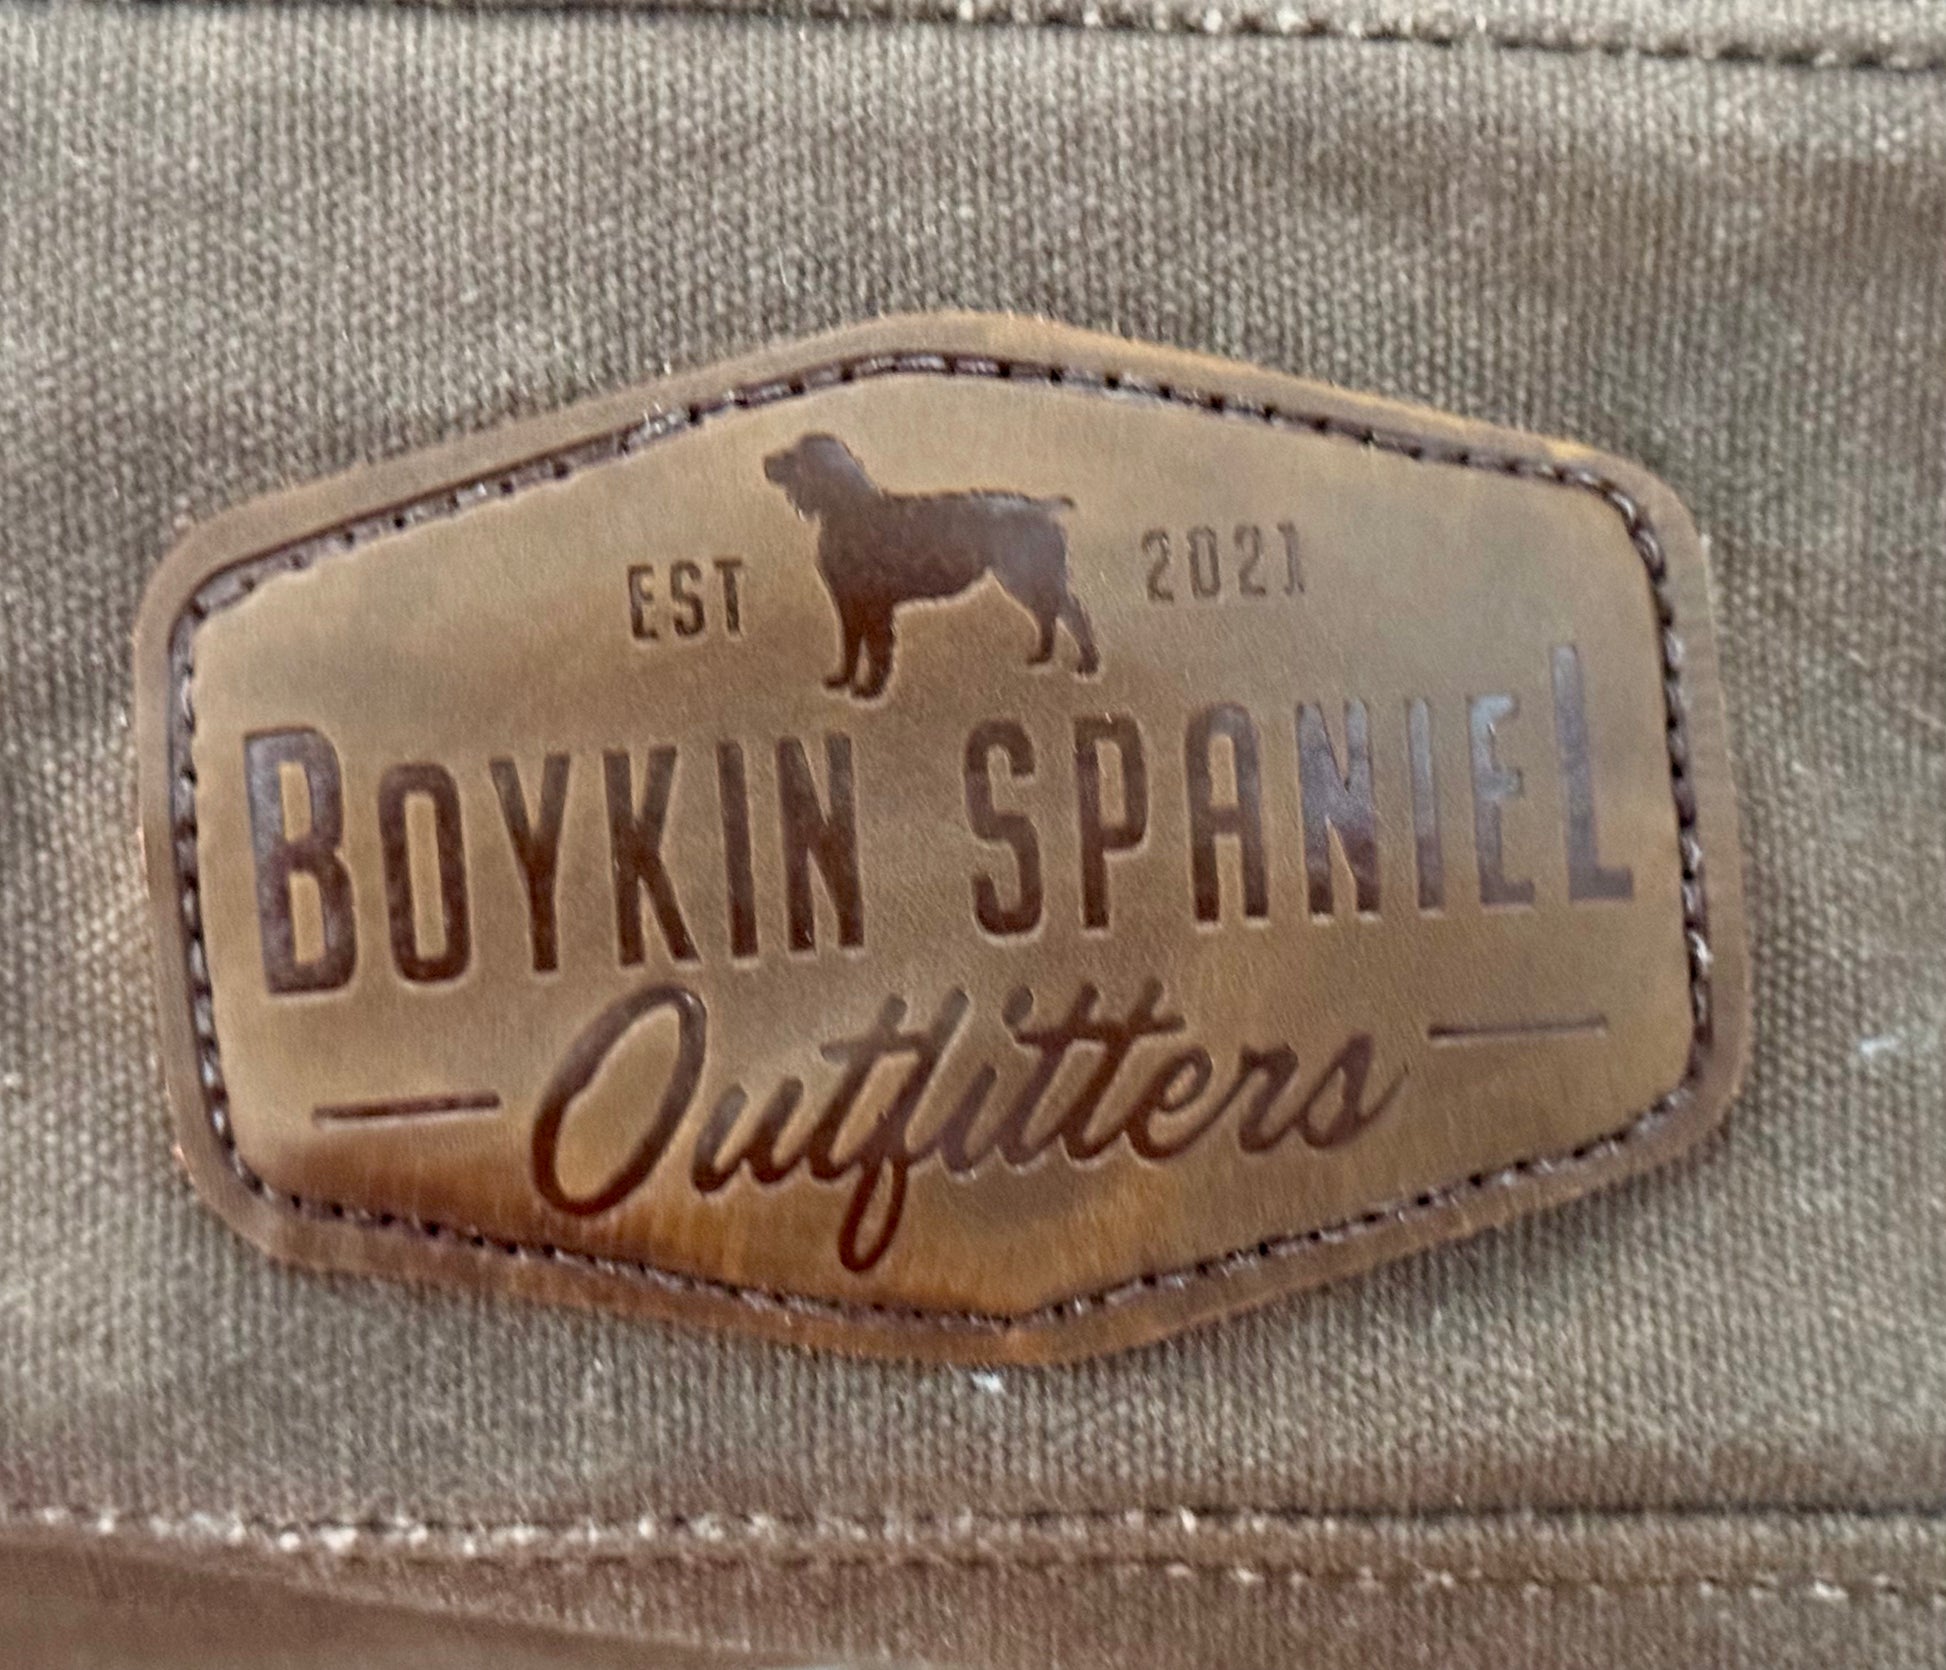 EST 2021
BOYKIN SPANIEL
Outfitters